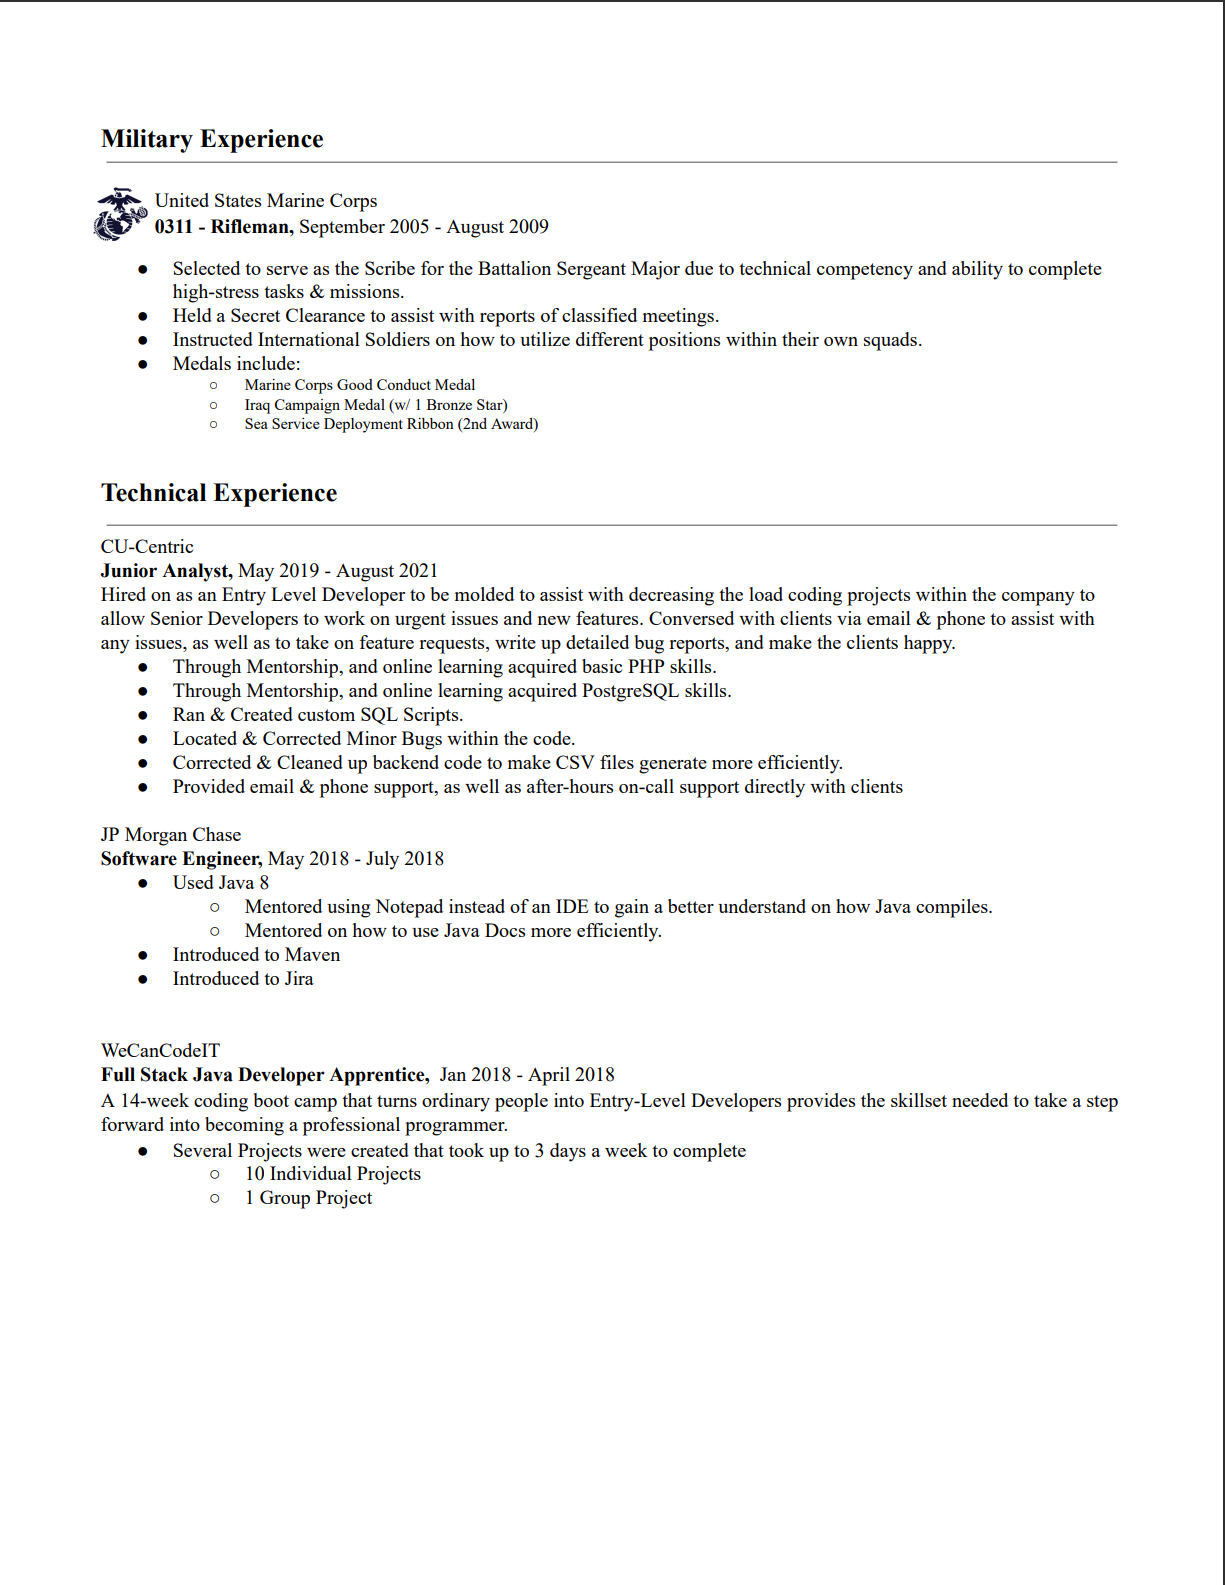 Military Experience
United States Marine Corps
0311 - Rifleman, September 2005 - August 2009
● Selected to serve as the Scribe for the Battalion Sergeant Major due to technical competency and ability to complete
high-stress tasks & missions.
● Held a Secret Clearance to assist with reports of classified meetings.
● Instructed International Soldiers on how to utilize different positions within their own squads.
● Medals include:
○ Marine Corps Good Conduct Medal
○ Iraq Campaign Medal (w/ 1 Bronze Star)
○ Sea Service Deployment Ribbon (2nd Award)
Technical Experience
CU-Centric
Junior Analyst, May 2019 - August 2021
Hired on as an Entry Level Developer to be molded to assist with decreasing the load coding projects within the company to
allow Senior Developers to work on urgent issues and new features. Conversed with clients via email & phone to assist with
any issues, as well as to take on feature requests, write up detailed bug reports, and make the clients happy.
● Through Mentorship, and online learning acquired basic PHP skills.
● Through Mentorship, and online learning acquired PostgreSQL skills.
● Ran & Created custom SQL Scripts.
● Located & Corrected Minor Bugs within the code.
● Corrected & Cleaned up backend code to make CSV files generate more efficiently.
● Provided email & phone support, as well as after-hours on-call support directly with clients
JP Morgan Chase
Software Engineer, May 2018 - July 2018
● Used Java 8
○ Mentored using Notepad instead of an IDE to gain a better understand on how Java compiles.
○ Mentored on how to use Java Docs more efficiently.
● Introduced to Maven
● Introduced to Jira
WeCanCodeIT
Full Stack Java Developer Apprentice, Jan 2018 - April 2018
A 14-week coding boot camp that turns ordinary people into Entry-Level Developers provides the skillset needed to take a step
forward into becoming a professional programmer.
● Several Projects were created that took up to 3 days a week to complete
○ 10 Individual Projects
○ 1 Group Project